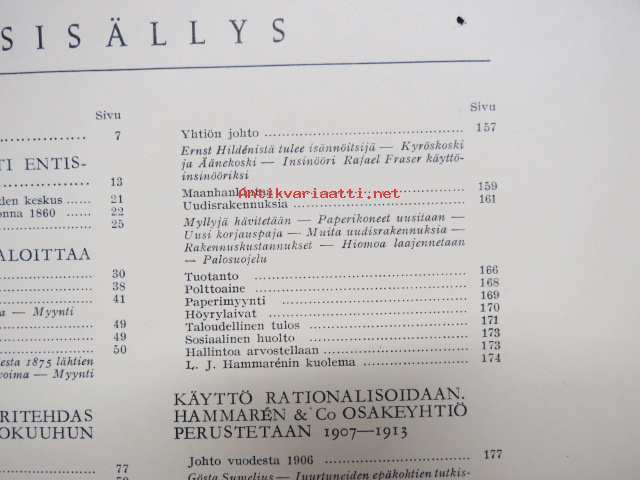 SISÄLLYS
Sivu
7
TI ENTIS-
13
den keskus 21
onna 1860 22
25
ALOITTAA
30
38
41
a — Myynti
49
49
50
esta 1875 lähtien
voima — Myynti
RITEHDAS
OKUUHUN
77
Sivu
Yhtiön johto 157
Ernst Hildénistä tulee isännöitsijä — Kyröskoski
ja Äänekoski — Insinööri Rafael Fraser käyttö-
insinööriksi
Maanhankintaa 159
Uudisrakennuksia 161
Antikvariaatti.net
Myllyjä hävitetään — Paperikoneet uusitaan —
Uusi korjauspaja — Muita uudisrakennuksia —
Rakennuskustannukset — Hiomoa laajennetaan
— Palosuojelu
Tuotanto 166
Polttoaine 168
Paperimyynti 169
Höyrylaivat 170
Taloudellinen tulos 171
Sosiaalinen huolto 173
Hallintoa arvostellaan 173
L. J. Hammarénin kuolema 174
KÄYTTÖ RATIONALISOIDAAN.
HAMMARÉN & Co OSAKEYHTIÖ
PERUSTETAAN 1907—1913
Johto vuodesta 1906 177
Gösta Sumelius — Juurtuneiden epäkohtien tutkis-